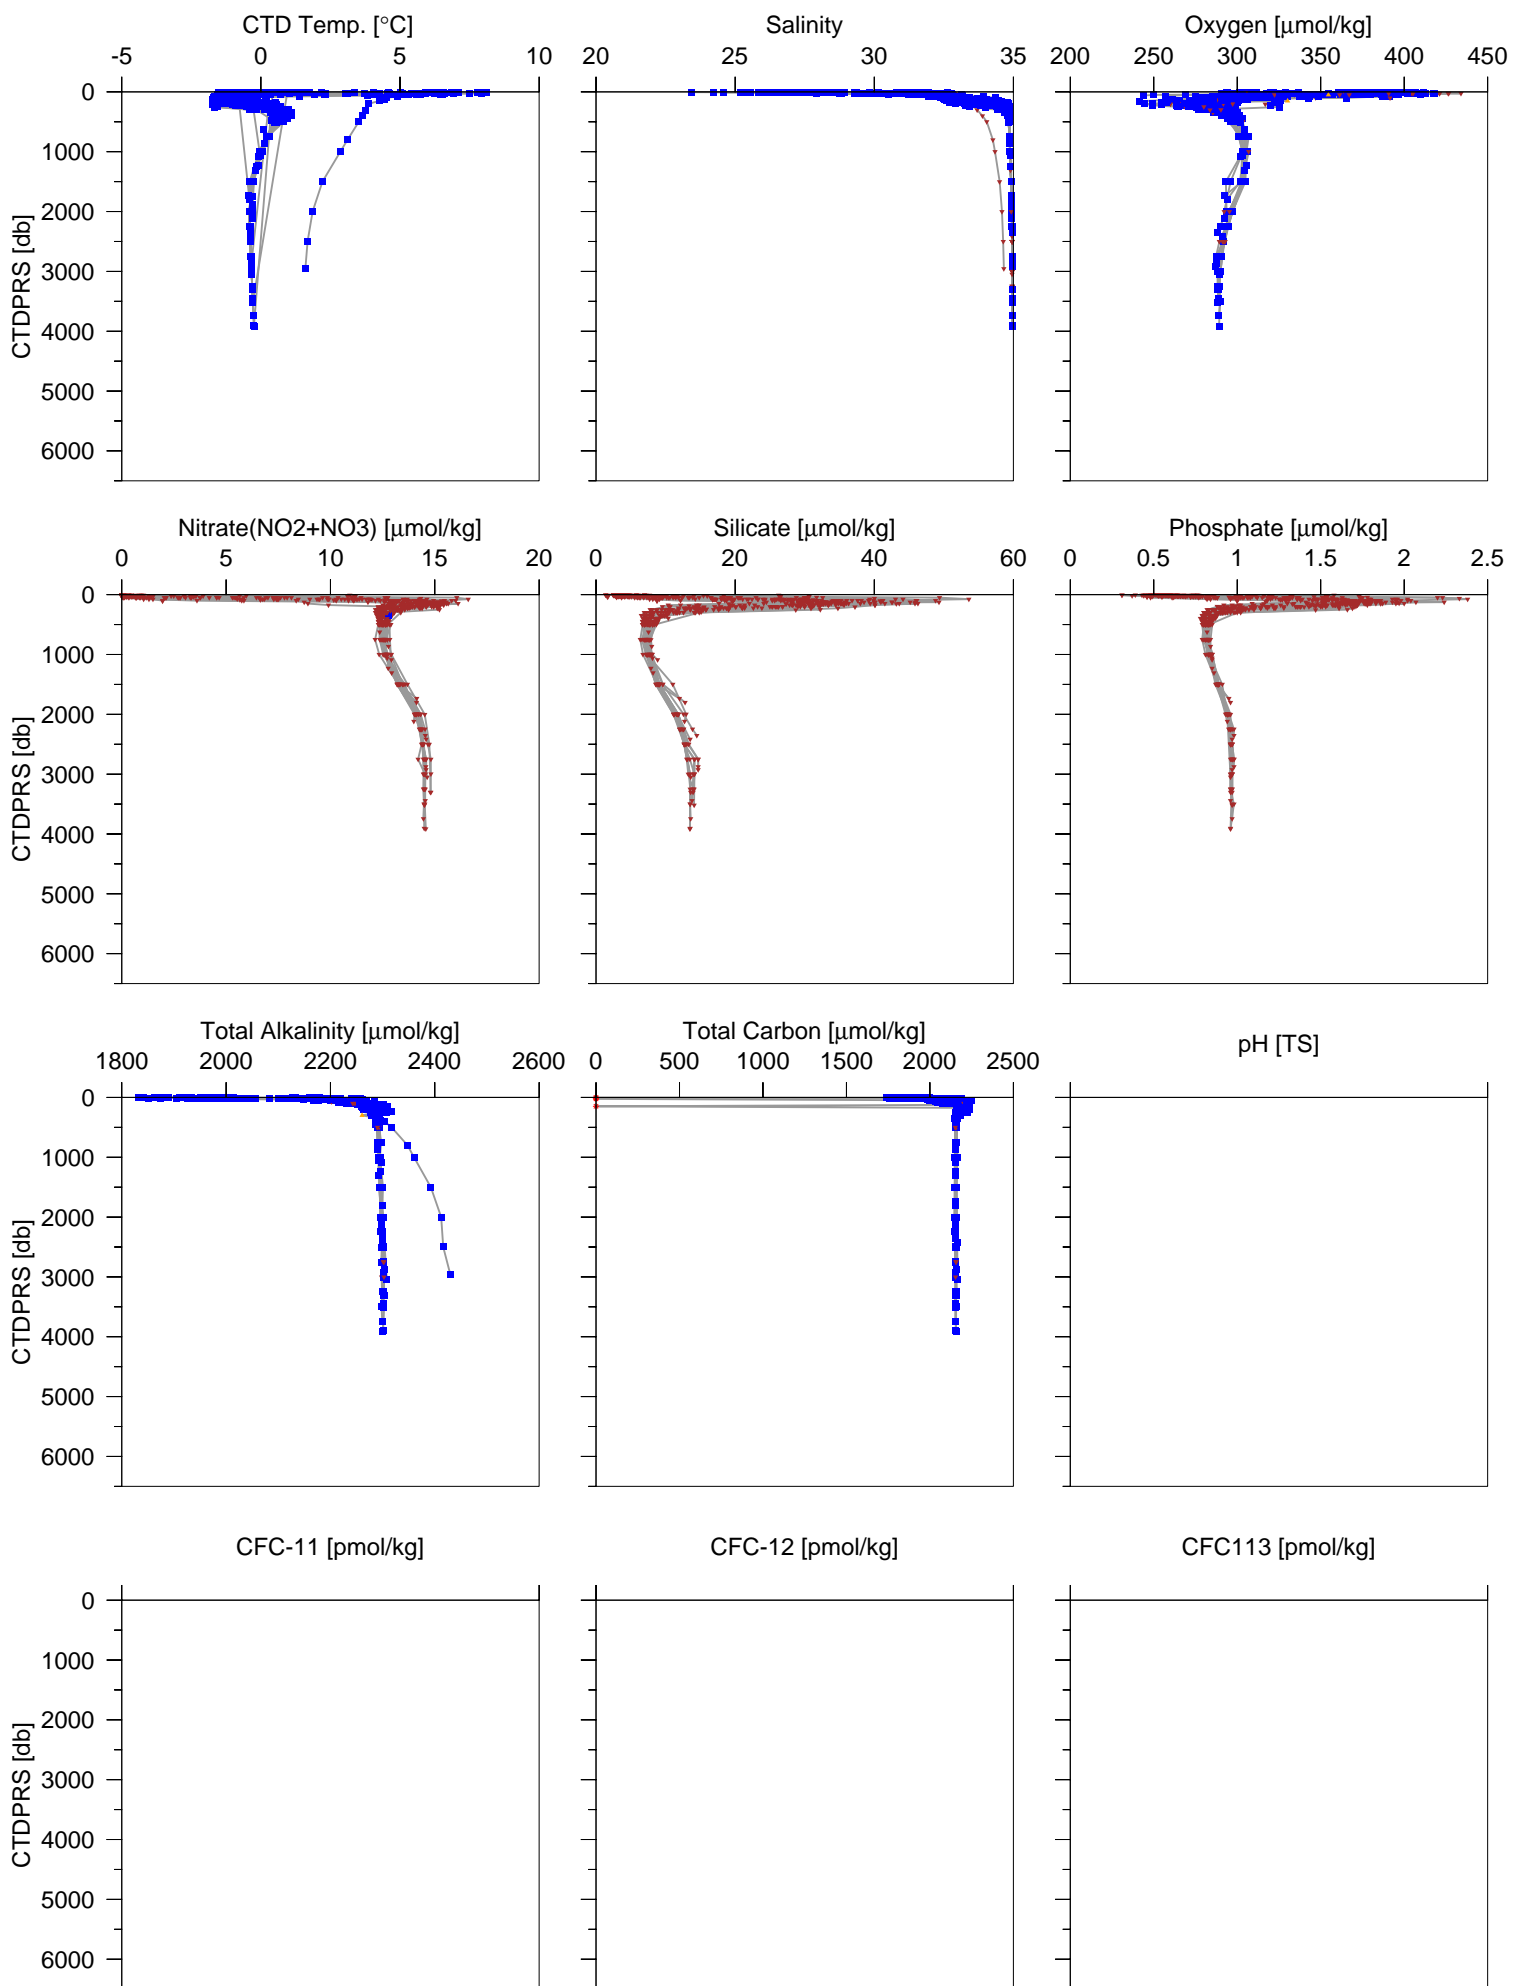 CTD Temp. [°C] Salinity Oxygen [μmol/kg]
-5 0 5 10 20 25 30 35 200 250 300 350 400 450
0
1000
2000
3000
4000
5000
6000
CTDPRS [db]
Nitrate(NO2+NO3) [μmol/kg] Silicate [μmol/kg] Phosphate [μmol/kg]
0 5 10 15 20 0 20 40 60 0 0.5 1 1.5 2 2.5
0
1000
2000
3000
4000
5000
6000
CTDPRS [db]
Total Alkalinity [μmol/kg] Total Carbon [μmol/kg] pH [TS]
1800 2000 2200 2400 2600 0 500 1000 1500 2000 2500
0
1000
2000
3000
4000
5000
6000
CTDPRS [db]
CFC-11 [pmol/kg] CFC-12 [pmol/kg] CFC113 [pmol/kg]
0
1000
2000
3000
4000
5000
6000
CTDPRS [db]